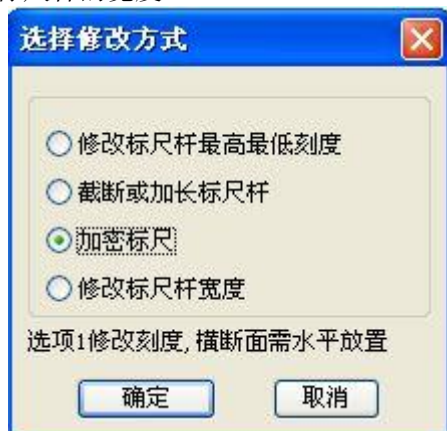 选择修改方式
修改标尺杆最高最低刻度
截断或加长标尺杆
加密标尺
修改标尺杆宽度
选项1修改刻度,横断面需水平放置
确定 取消